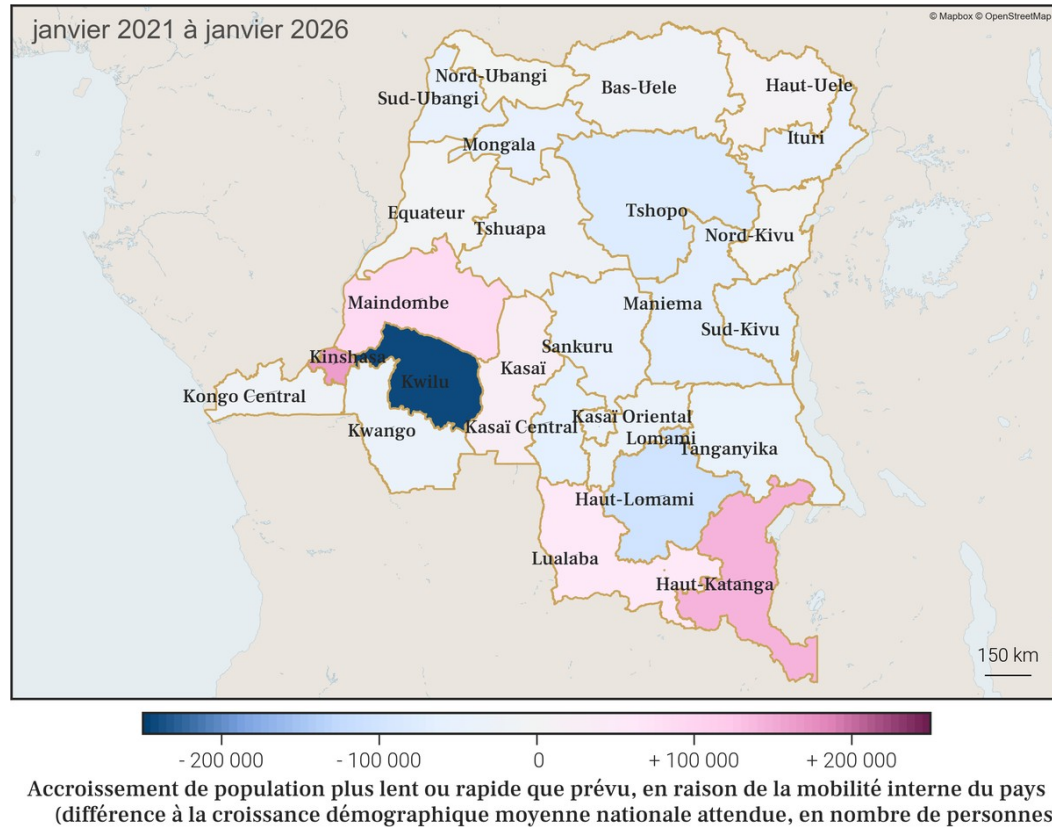 © Mapbox © OpenStreetMap
janvier 2021 à janvier 2026
Nord-Ubangi
Haut-Uele
Bas-Uele
Sud-Ubangi
Ituri
Mongala
Equateur
Tshopo
Tshuapa
Nord-Kivu
Maindombe
Maniema
Sud-Kivu
Sankuru
Kinshasa
Kasaï
Kwilu
Kongo Central
Kasaï Oriental
Kasaï Central
Kwango
Lomami
Tanganyika
Haut-Lomami
Lualaba
Haut-Katanga
150 km
- 200 000
- 100 000
0
+ 100 000
+ 200 000
Accroissement de population plus lent ou rapide que prévu, en raison de la mobilité interne du pays
(différence à la croissance démographique moyenne nationale attendue, en nombre de personnes